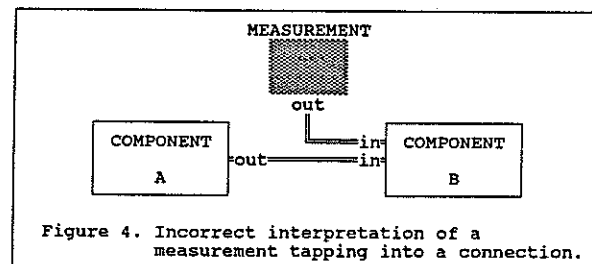 MEASUREMENT
out
COMPONENT
A
out
in
in
COMPONENT
B
Figure 4. Incorrect interpretation of a
measurement tapping into a connection.